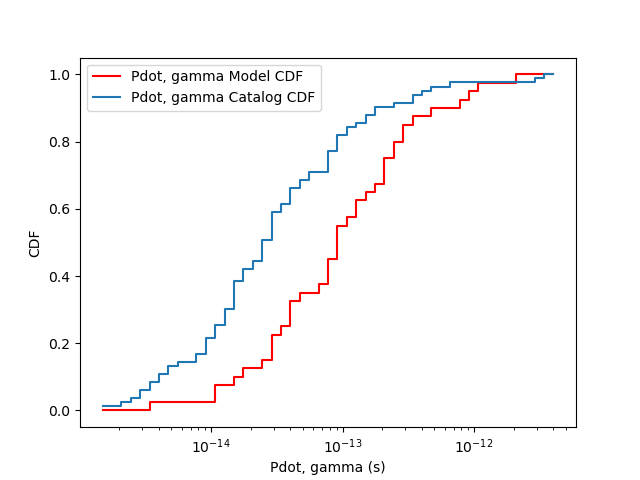 Pdot, gamma Model CDF
Pdot, gamma Catalog CDF
CDF
1.0
0.8
0.6
0.4
0.2
0.0
10⁻¹⁴ 10⁻¹³ 10⁻¹²
Pdot, gamma (s)